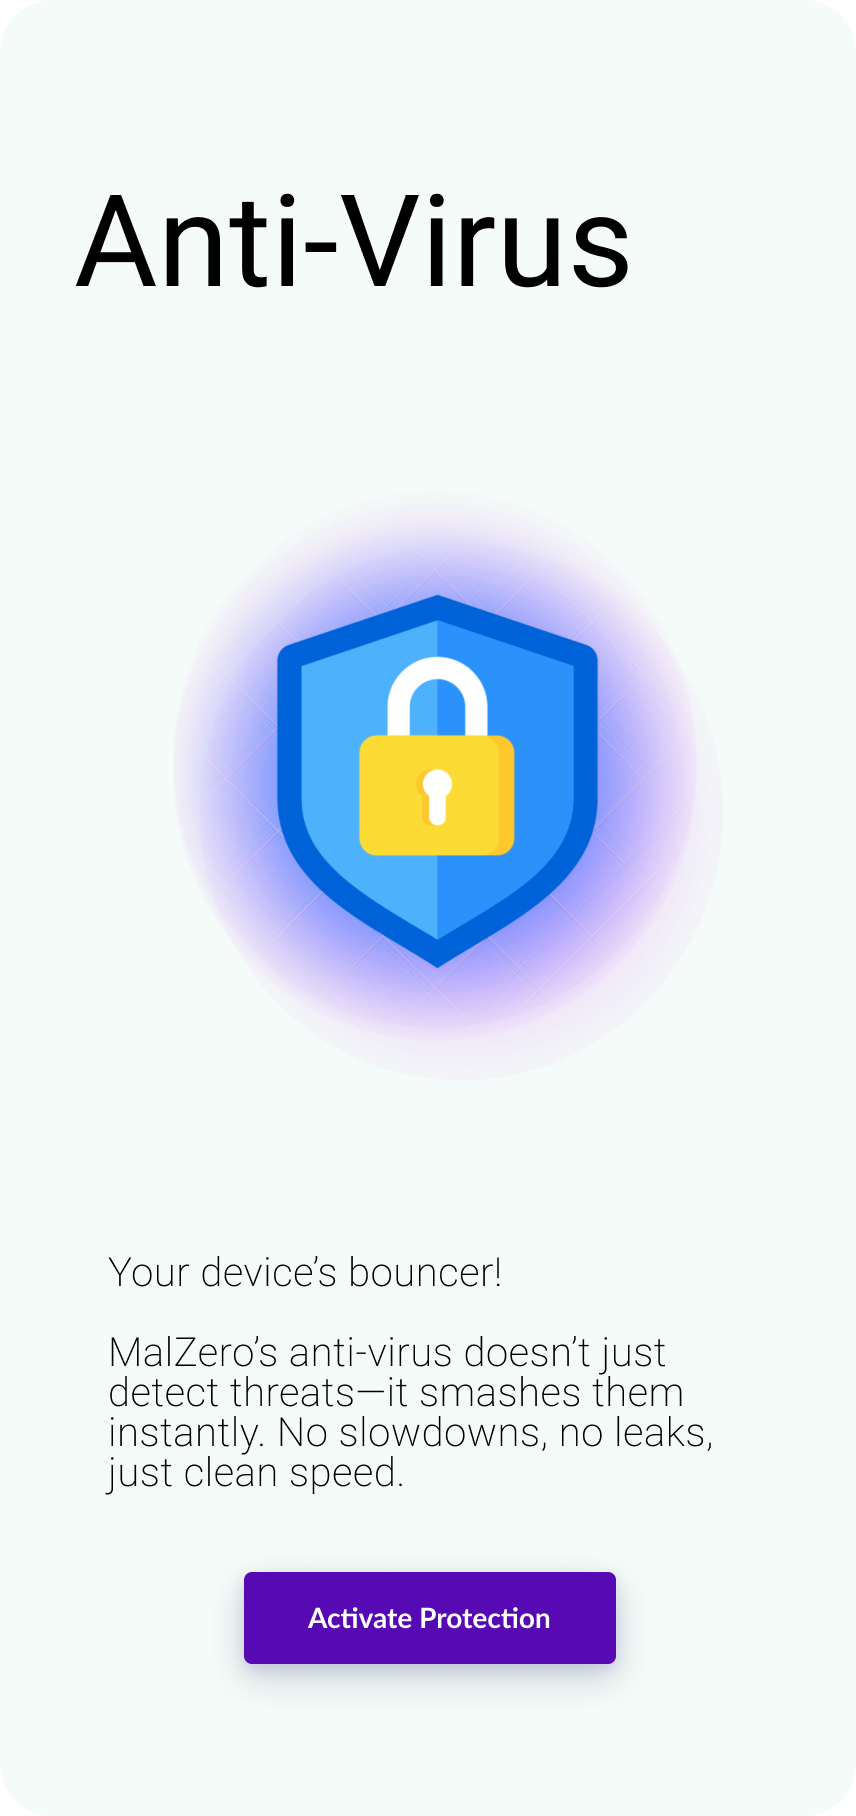 Anti-Virus
Your device’s bouncer!
MalZero’s anti-virus doesn’t just
detect threats—it smashes them
instantly. No slowdowns, no leaks,
just clean speed.
Activate Protection